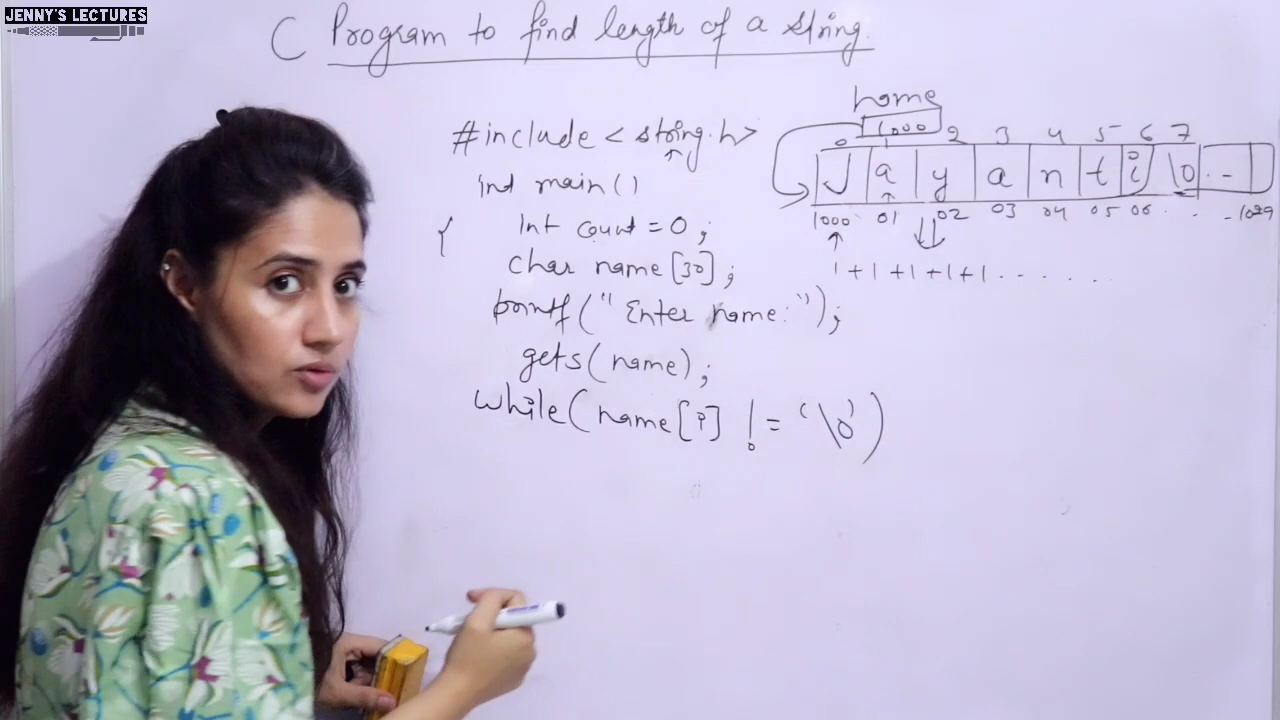 JENNY'S LECTURES
C Program to find length of a string.
#include < string.h>
int main ()
{ int count = 0 ;
char name [30] ;
printf ("Enter name:") ;
gets (name) ;
while (name [i] != '\0')
name
1000
0 1 2 3 4 5 6 7
J a y a n t i \0 . -
1000 01 02 03 04 05 06 . . - 1029
1 + 1 + 1 + 1 + 1 - . . . . . .